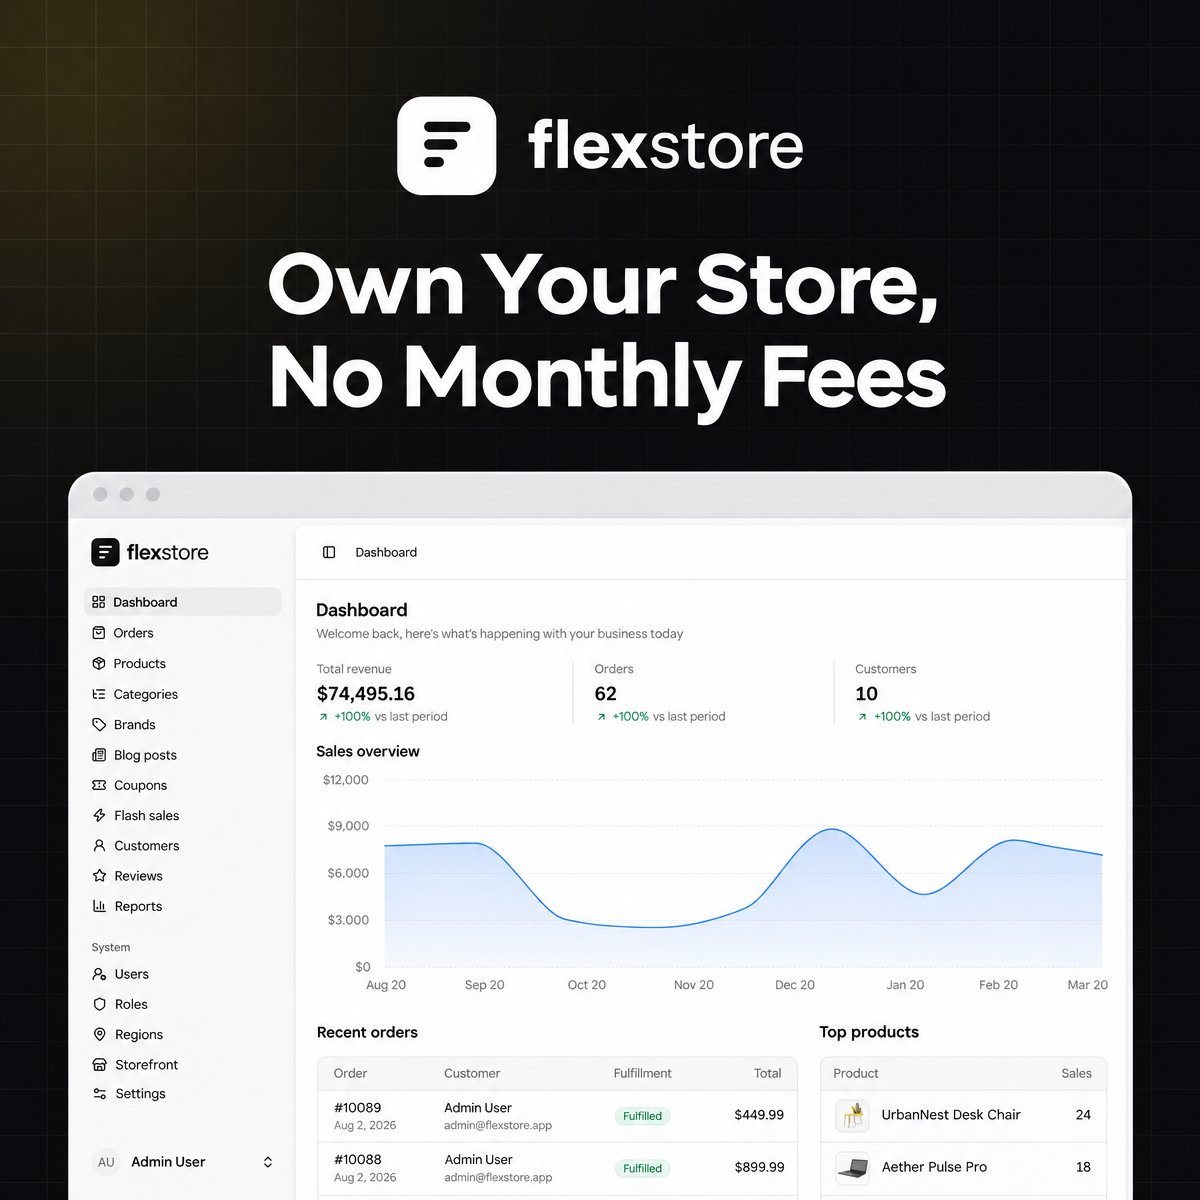 flexstore
Own Your Store,
No Monthly Fees
flexstore
Dashboard
Orders
Products
Categories
Brands
Blog posts
Coupons
Flash sales
Customers
Reviews
Reports
System
Users
Roles
Regions
Storefront
Settings
AU Admin User
Dashboard
Dashboard
Welcome back, here's what's happening with your business today
Total revenue
$74,495.16
+100% vs last period
Orders
62
+100% vs last period
Customers
10
+100% vs last period
Sales overview
$12,000
$9,000
$6,000
$3.000
$0
Aug 20 Sep 20 Oct 20 Nov 20 Dec 20 Jan 20 Feb 20 Mar 20
Recent orders
Order Customer Fulfillment Total
#10089 Admin User Fulfilled $449.99
Aug 2, 2026 admin@flexstore.app
#10088 Admin User Fulfilled $899.99
Aug 2, 2026 admin@flexstore.app
Top products
Product Sales
UrbanNest Desk Chair 24
Aether Pulse Pro 18